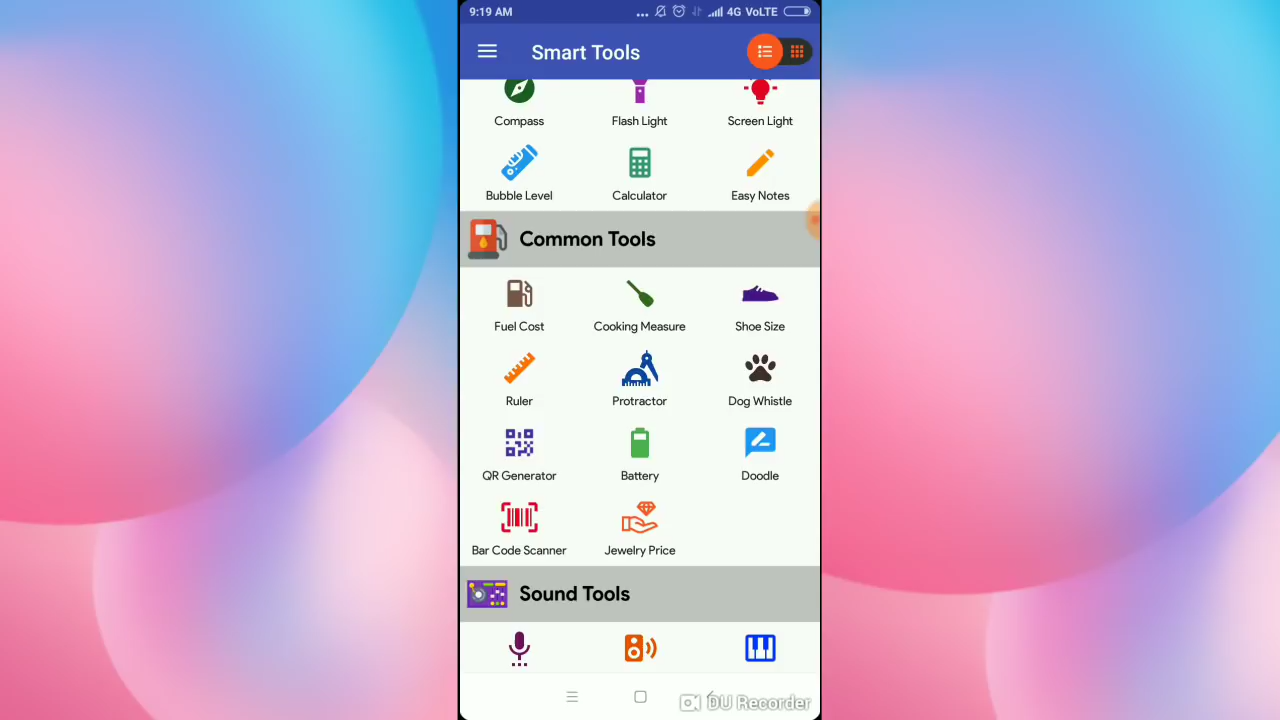 9:19 AM ... 4G VoLTE
Smart Tools
Compass Flash Light Screen Light
Bubble Level Calculator Easy Notes
Common Tools
Fuel Cost Cooking Measure Shoe Size
Ruler Protractor Dog Whistle
QR Generator Battery Doodle
Bar Code Scanner Jewelry Price
Sound Tools
DU Recorder